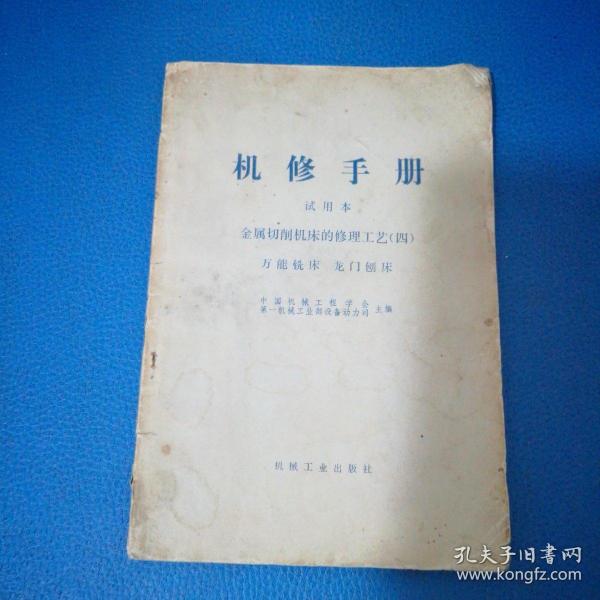 机修手册
试用本
金属切削机床的修理工艺(四)
万能铣床 龙门刨床
中国机械工程学会
第一机械工业部设备动力司 主编
机械工业出版社
孔夫子旧书网
www.kongfz.com